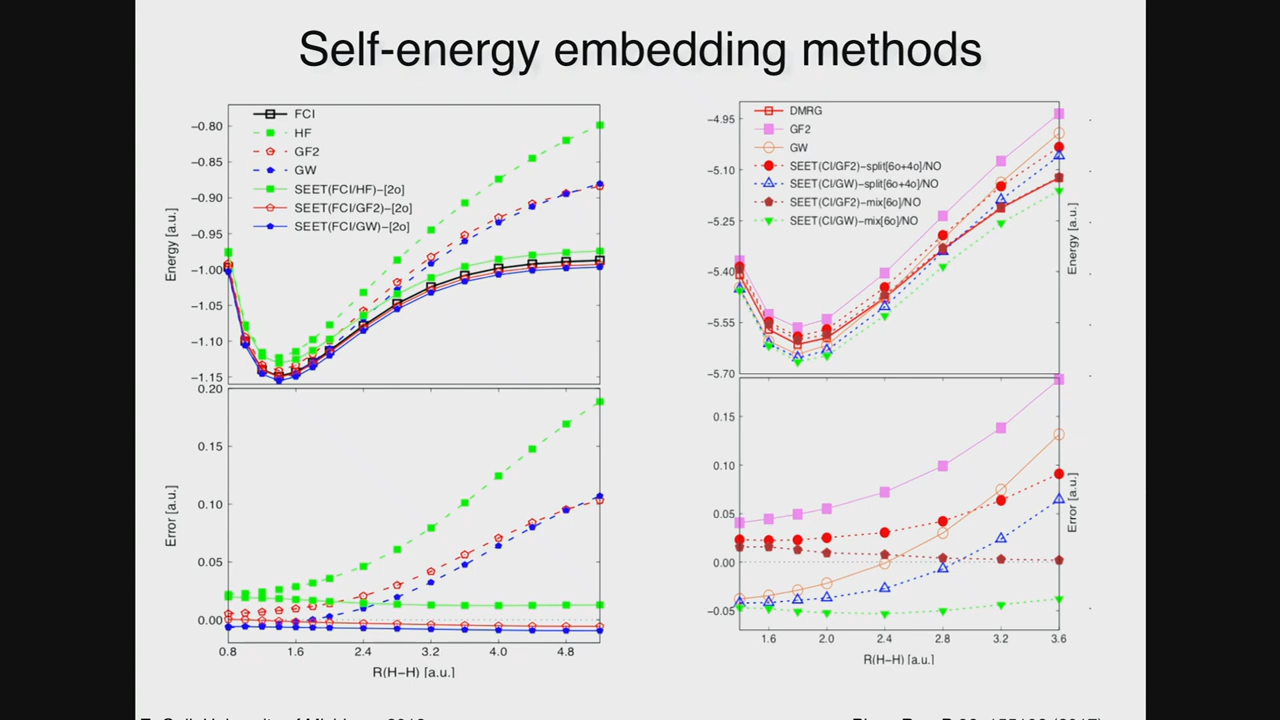 Self-energy embedding methods
FCI
HF
GF2
GW
SEET(FCI/HF)-[2o]
SEET(FCI/GF2)-[2o]
SEET(FCI/GW)-[2o]
Energy [a.u.]
−0.80
−0.85
−0.90
−0.95
−1.00
−1.05
−1.10
−1.15
Error [a.u.]
0.20
0.15
0.10
0.05
0.00
0.8 1.6 2.4 3.2 4.0 4.8
R(H−H) [a.u.]
DMRG
GF2
GW
SEET(CI/GF2)−split[6o+4o]/NO
SEET(CI/GW)−split[6o+4o]/NO
SEET(CI/GF2)−mix[6o]/NO
SEET(CI/GW)−mix[6o]/NO
−4.95
−5.10
−5.25
−5.40
−5.55
−5.70
Energy [a.u.]
0.15
0.10
0.05
0.00
−0.05
Error [a.u.]
1.6 2.0 2.4 2.8 3.2 3.6
R(H−H) [a.u.]